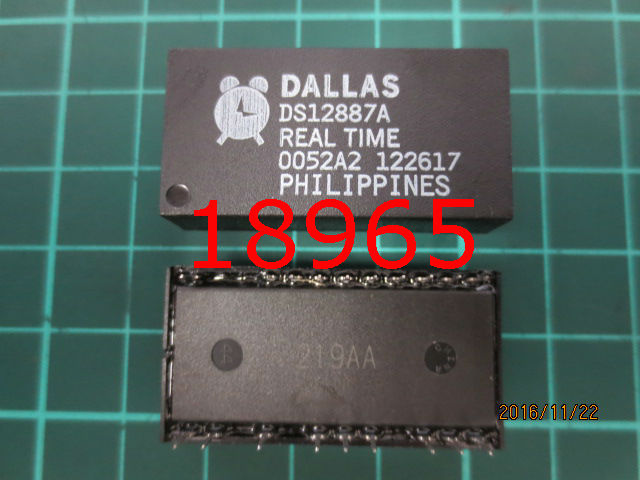 DALLAS
DS12887A
REAL TIME
0052A2 122617
PHILIPPINES
18965
219AA
2016/11/22